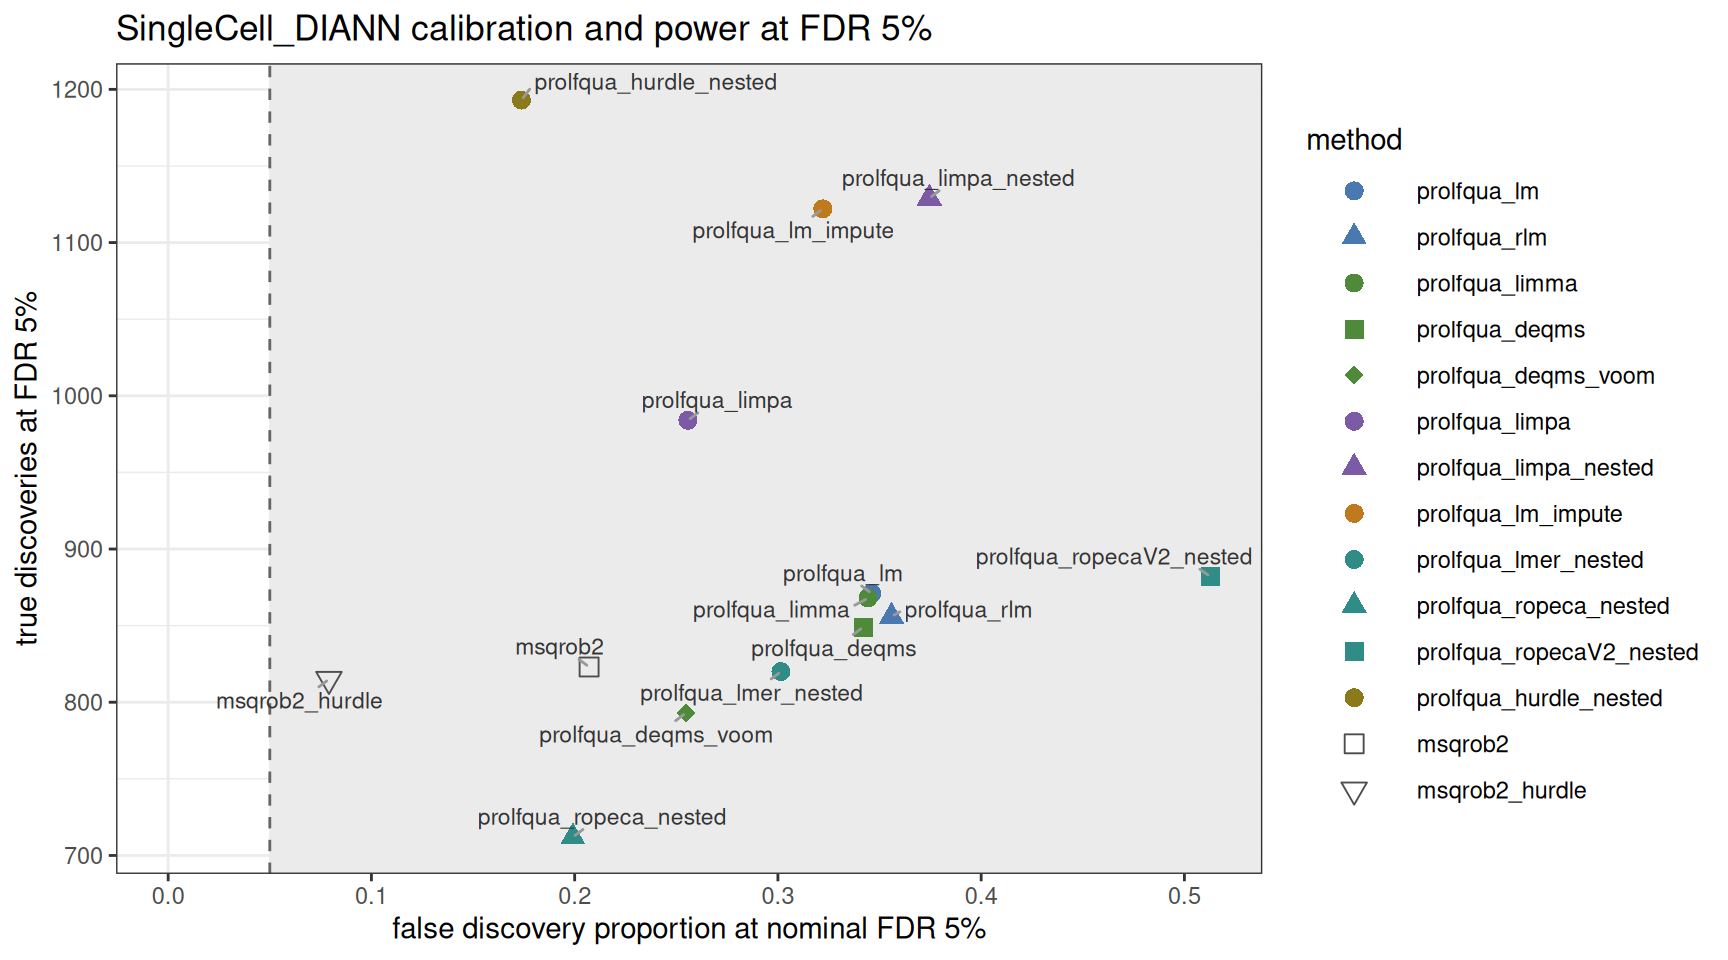 SingleCell_DIANN calibration and power at FDR 5%
true discoveries at FDR 5%
1200
1100
1000
900
800
700
prolfqua_hurdle_nested
prolfqua_limpa_nested
prolfqua_lm_impute
prolfqua_limpa
prolfqua_ropecaV2_nested
prolfqua_lm
prolfqua_limma
prolfqua_rlm
msqrob2
prolfqua_deqms
prolfqua_lmer_nested
msqrob2_hurdle
prolfqua_deqms_voom
prolfqua_ropeca_nested
0.0
0.1
0.2
0.3
0.4
0.5
false discovery proportion at nominal FDR 5%
method
prolfqua_lm
prolfqua_rlm
prolfqua_limma
prolfqua_deqms
prolfqua_deqms_voom
prolfqua_limpa
prolfqua_limpa_nested
prolfqua_lm_impute
prolfqua_lmer_nested
prolfqua_ropeca_nested
prolfqua_ropecaV2_nested
prolfqua_hurdle_nested
msqrob2
msqrob2_hurdle